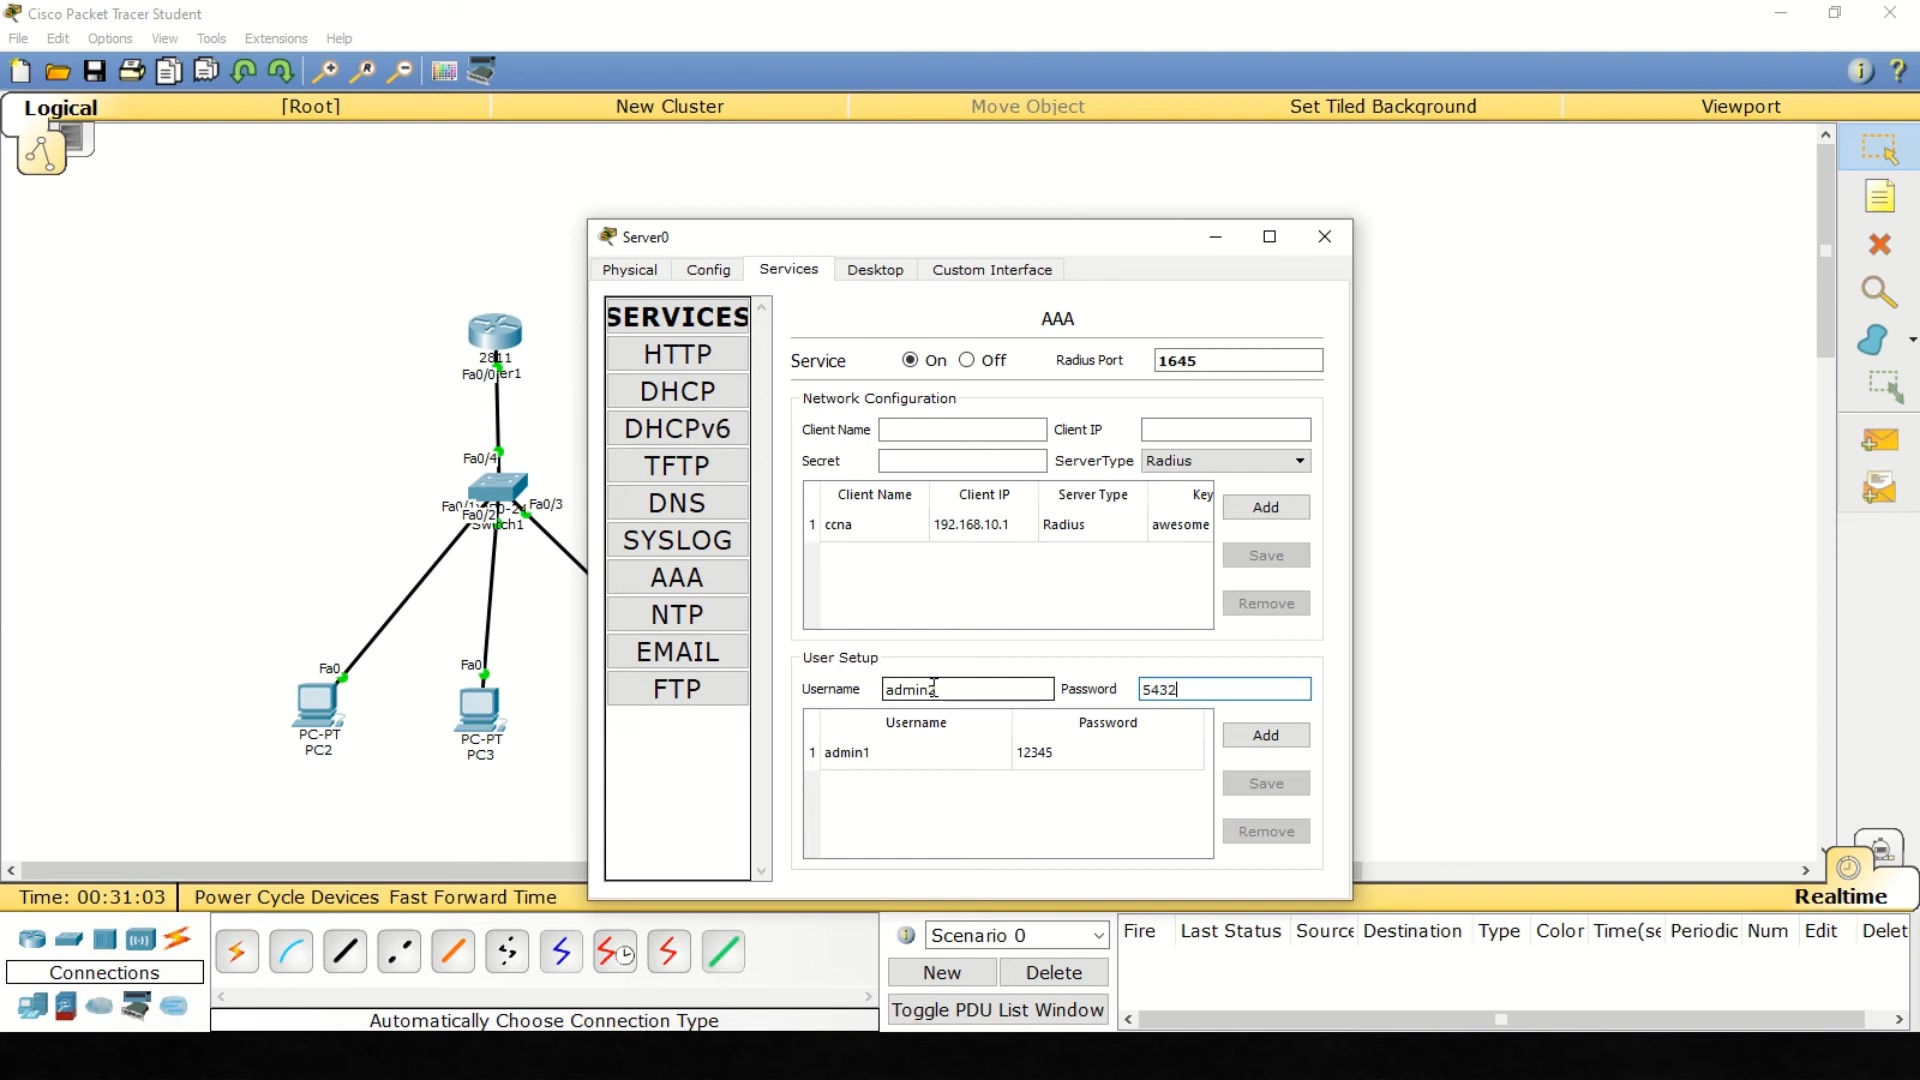 Cisco Packet Tracer Student
File Edit Options View Tools Extensions Help
Logical [Root] New Cluster Move Object Set Tiled Background Viewport
Server0
Physical Config Services Desktop Custom Interface
SERVICES
HTTP
DHCP
DHCPv6
TFTP
DNS
SYSLOG
AAA
NTP
EMAIL
FTP
AAA
Service On Off Radius Port 1645
Network Configuration
Client Name Client IP
Secret ServerType Radius
Client Name Client IP Server Type Key
1 ccna 192.168.10.1 Radius awesome
Add
Save
Remove
User Setup
Username admin2 Password 5432
Username Password
1 admin1 12345
Add
Save
Remove
2811
Fa0/0
Fa0/4
Fa0/2
Fa0/3
Fa0
PC-PT
PC2
Fa0
PC-PT
PC3
Time: 00:31:03 Power Cycle Devices Fast Forward Time Realtime
Connections
Automatically Choose Connection Type
Scenario 0
New Delete
Toggle PDU List Window
Fire Last Status Source Destination Type Color Time(se Periodic Num Edit Delet